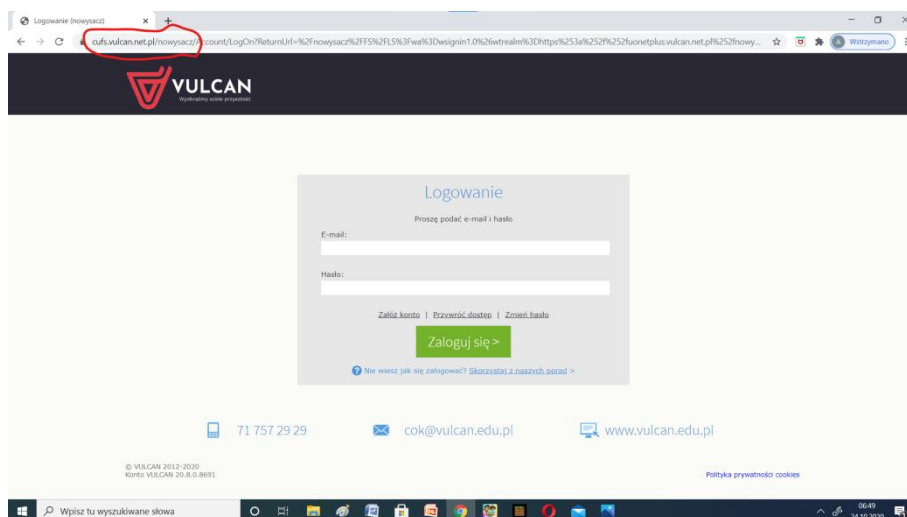 Logowanie (nowysacz)
cufs.vulcan.net.pl/nowysacz//Account/LogOn?ReturnUrl=%2Fnowysacz%2FFS%2FLS%3Fwa%3Dwsignin1.0%26wtrealm%3Dhttps%253a%252f%252fuonetplus.vulcan.net.pl%252fnowy...
Wstrzymano
VULCAN
Wyobraźmy sobie przyszłość
Logowanie
Proszę podać e-mail i hasło
E-mail:
Hasło:
Załóż konto | Przywróć dostęp | Zmień hasło
Zaloguj się >
Nie wiesz jak się zalogować? Skorzystaj z naszych porad >
71 757 29 29 cok@vulcan.edu.pl www.vulcan.edu.pl
© VULCAN 2012-2020
Konto VULCAN 20.8.0.8691
Polityka prywatności cookies
Wpisz tu wyszukiwane słowa
06:49
24.10.2020